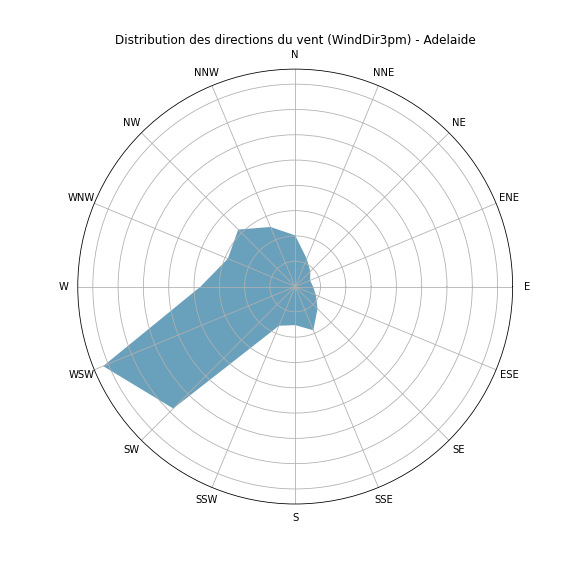 Distribution des directions du vent (WindDir3pm) - Adelaide
N
NNW
NNE
NW
NE
WNW
ENE
W
E
WSW
ESE
SW
SE
SSW
SSE
S